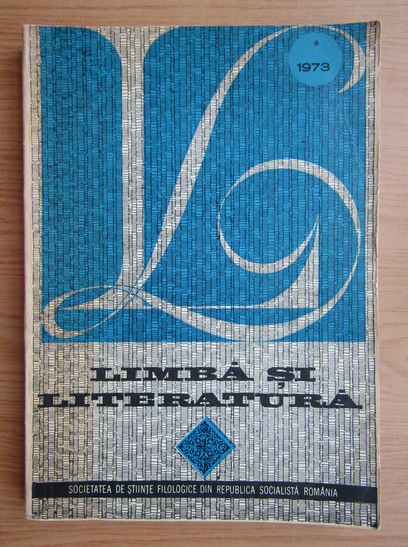 *
1973
LIMBĂ ȘI
LITERATURĂ
SOCIETATEA DE ȘTIINȚE FILOLOGICE DIN REPUBLICA SOCIALISTĂ ROMÂNIA